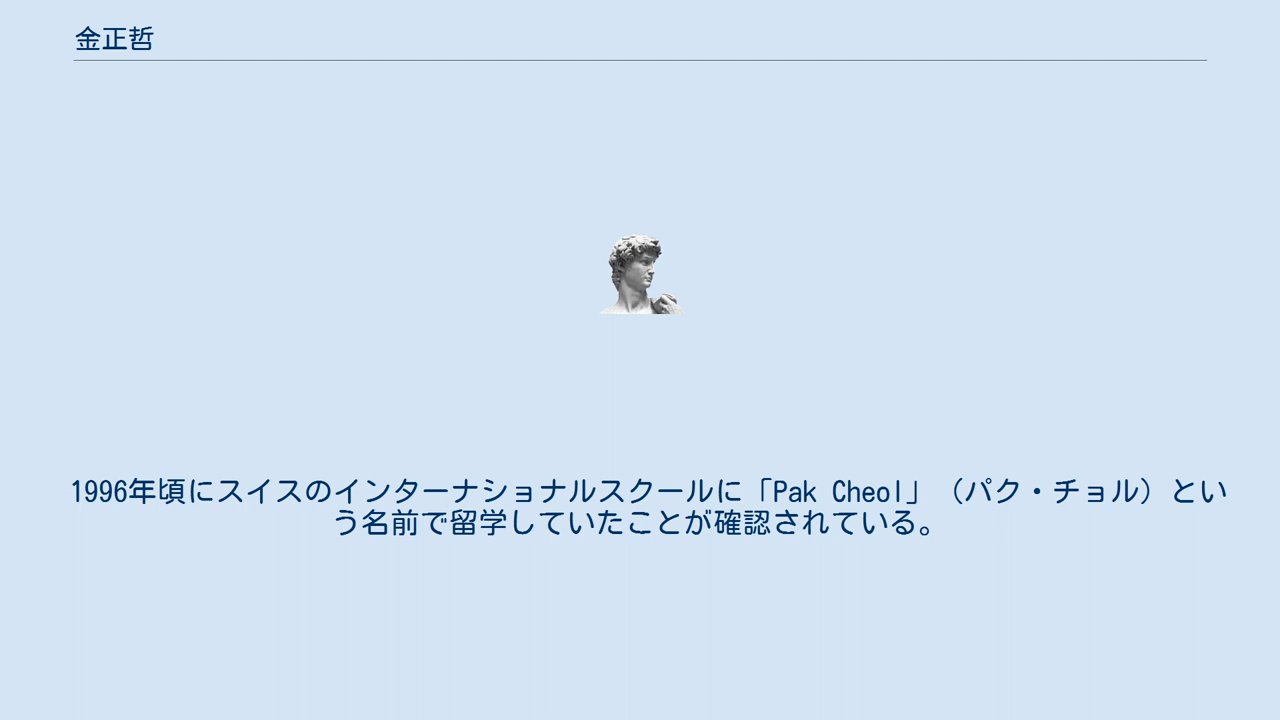 金正哲
1996年頃にスイスのインターナショナルスクールに「Pak Cheol」（パク・チョル）とい
う名前で留学していたことが確認されている。